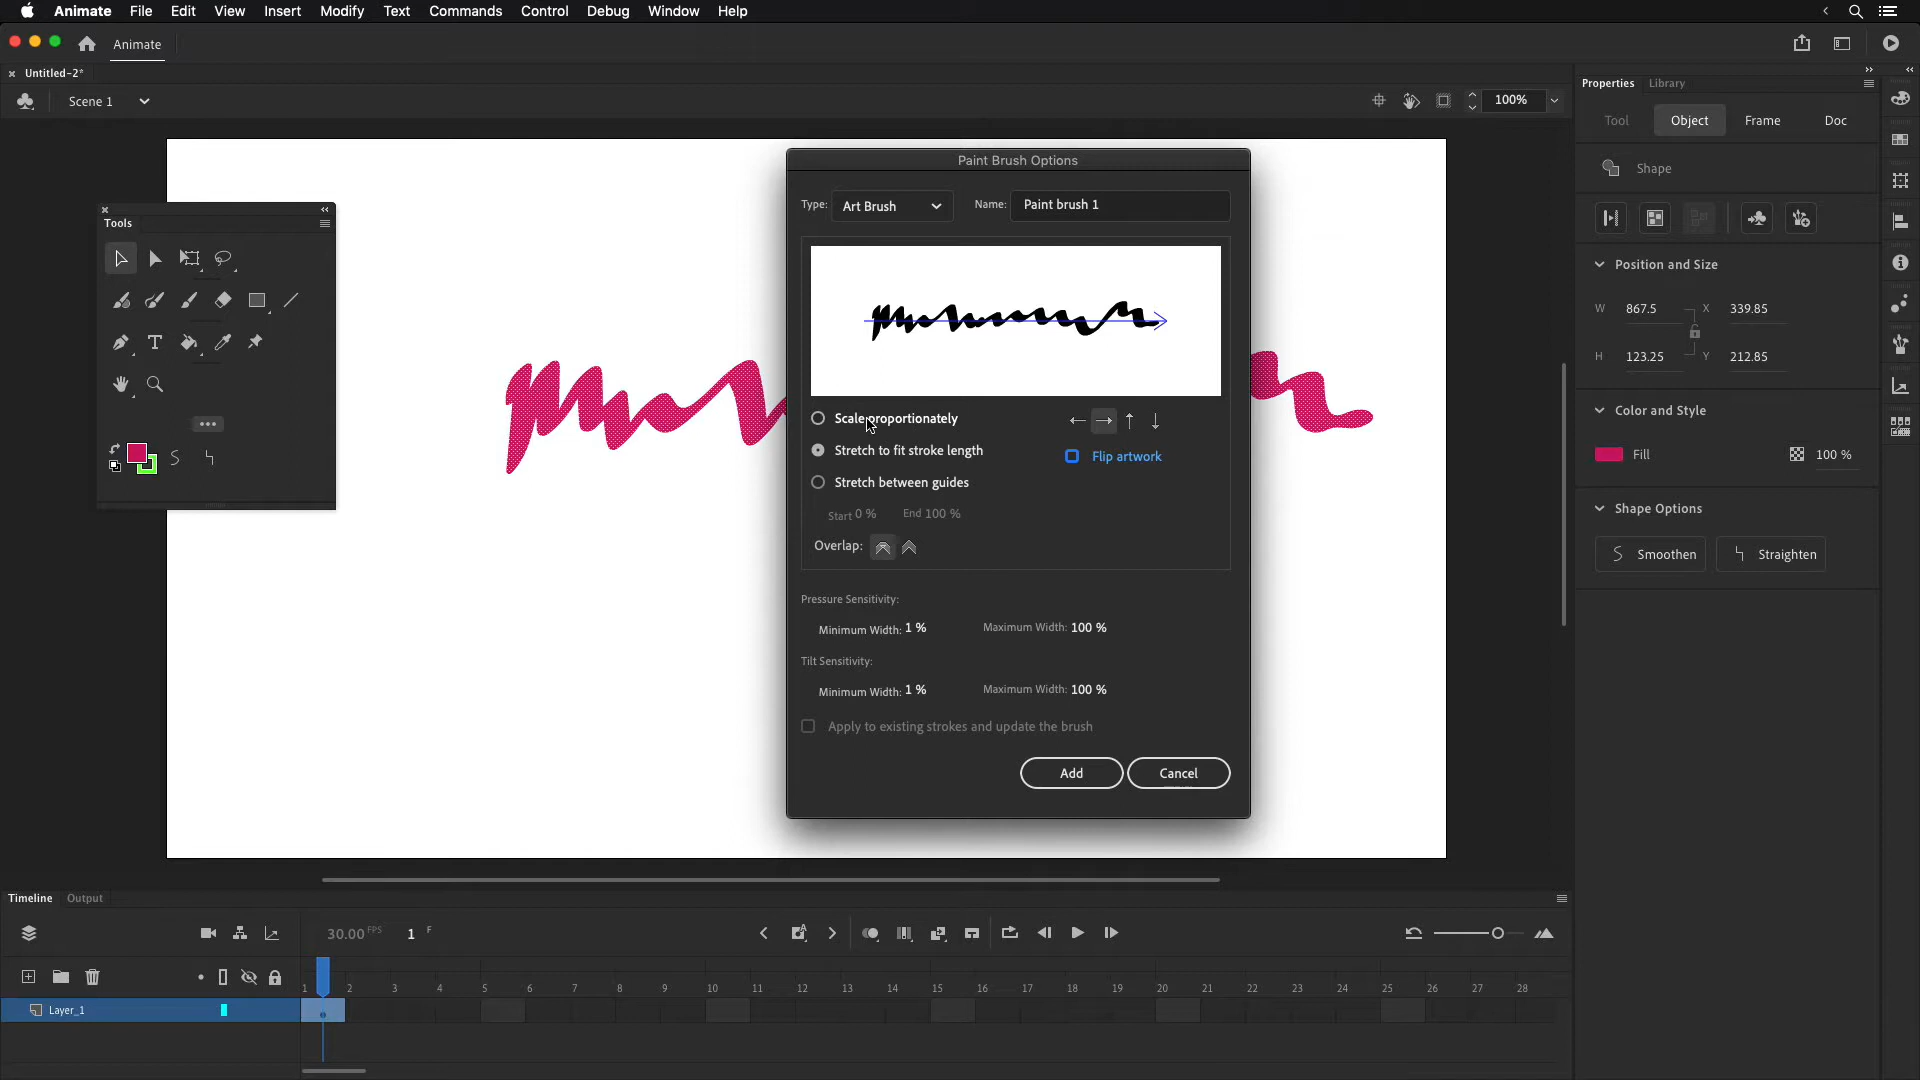 Animate File Edit View Insert Modify Text Commands Control Debug Window Help
Animate
Untitled-2*
Scene 1
100%
Properties Library
Tool Object Frame Doc
Shape
Position and Size
W 867.5 X 339.85
H 123.25 Y 212.85
Color and Style
Fill 100 %
Shape Options
Smoothen Straighten
Tools
Paint Brush Options
Type: Art Brush Name: Paint brush 1
Scale proportionately
Stretch to fit stroke length
Flip artwork
Stretch between guides
Start 0 % End 100 %
Overlap:
Pressure Sensitivity:
Minimum Width: 1 % Maximum Width: 100 %
Tilt Sensitivity:
Minimum Width: 1 % Maximum Width: 100 %
Apply to existing strokes and update the brush
Add Cancel
Timeline Output
30.00 FPS 1 F
1 2 3 4 5 6 7 8 9 10 11 12 13 14 15 16 17 18 19 20 21 22 23 24 25 26 27 28
Layer_1